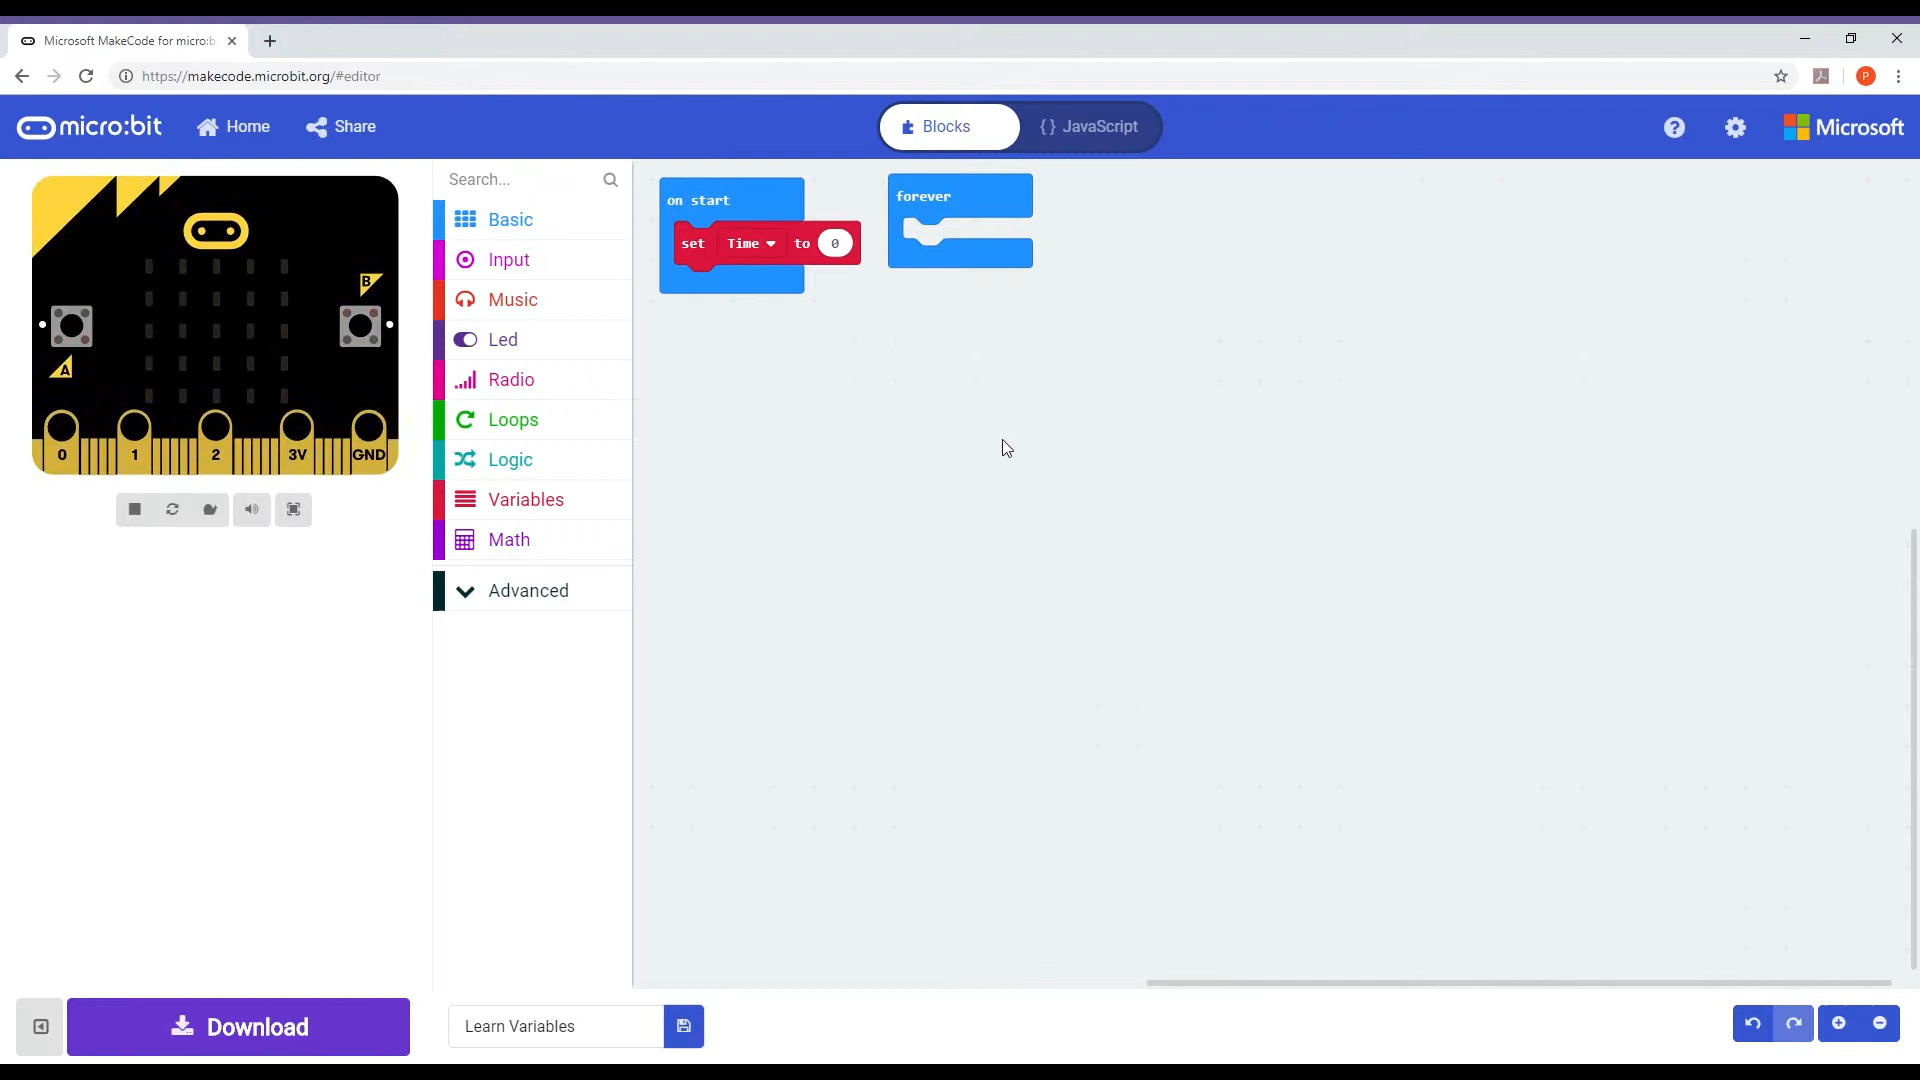 Microsoft MakeCode for micro:b
https://makecode.microbit.org/#editor
P
micro:bit
Home
Share
Blocks
{} JavaScript
?
Microsoft
B
A
0 1 2 3V GND
Search...
Basic
Input
Music
Led
Radio
Loops
Logic
Variables
Math
Advanced
on start
set Time to 0
forever
Download
Learn Variables